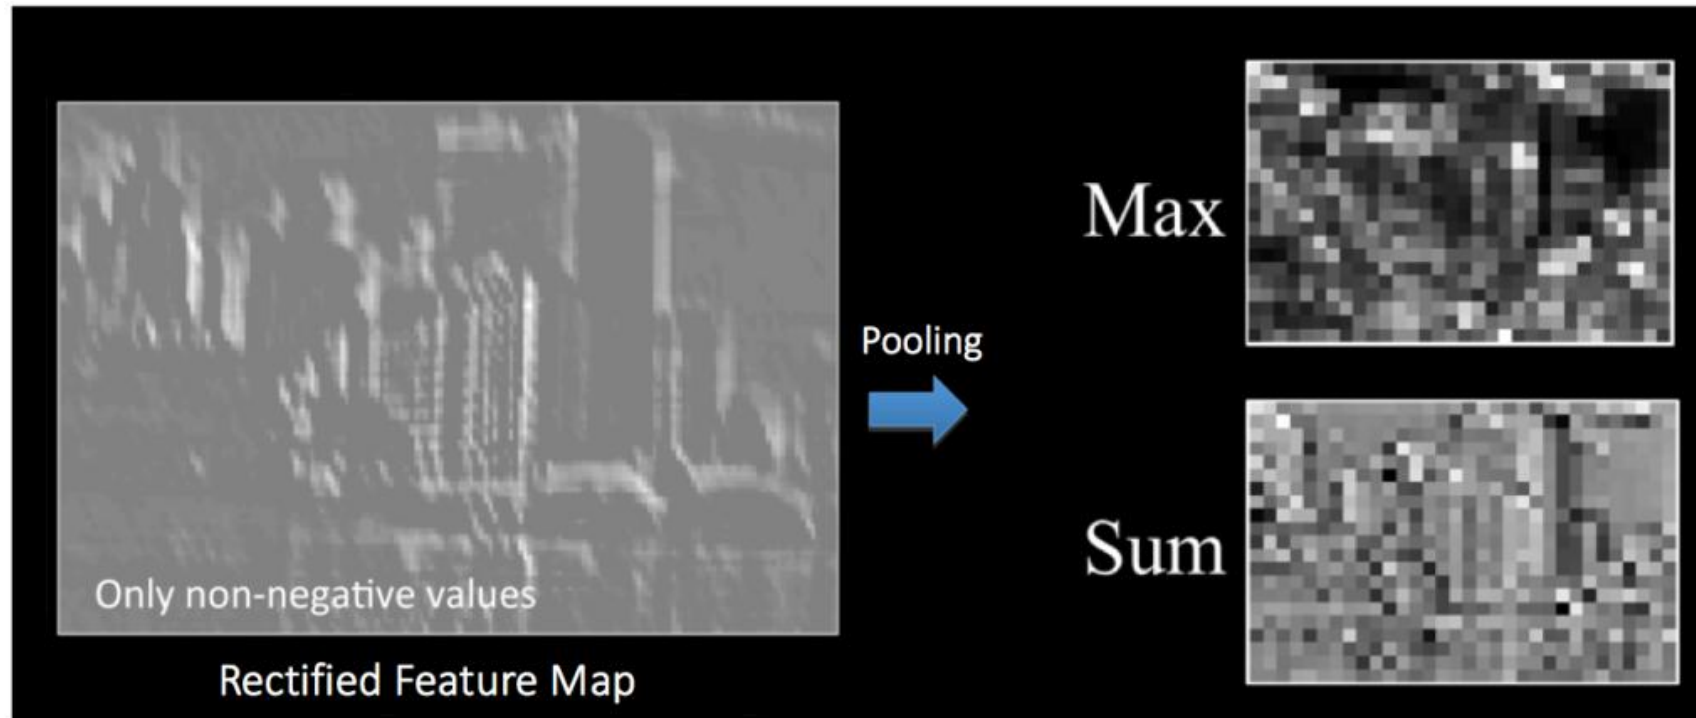 Only non-negative values
Rectified Feature Map
Pooling
Max
Sum